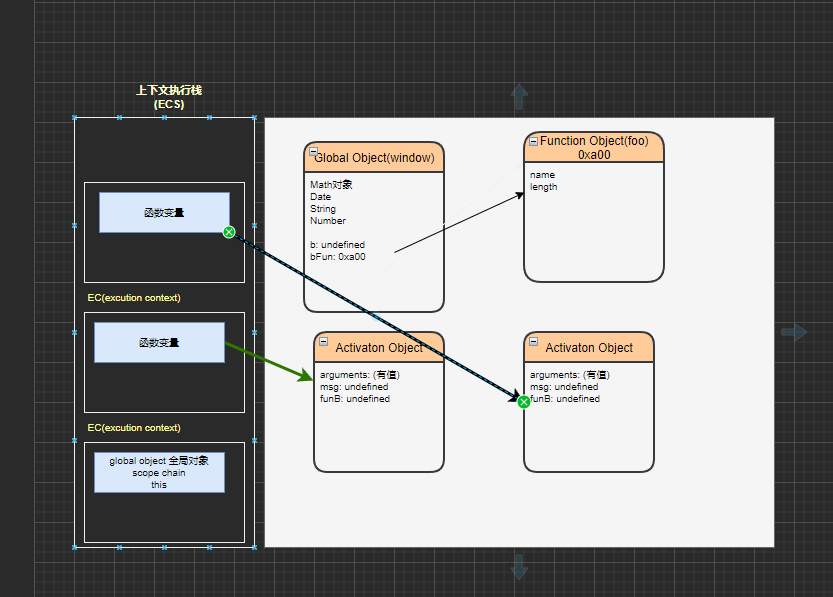 上下文执行栈
(ECS)
函数变量
EC(excution context)
函数变量
EC(excution context)
global object 全局对象
scope chain
this
Global Object(window)
Math对象
Date
String
Number
b: undefined
bFun: 0xa00
Function Object(foo)
0xa00
name
length
Activaton Object
arguments: (有值)
msg: undefined
funB: undefined
Activaton Object
arguments: (有值)
msg: undefined
funB: undefined